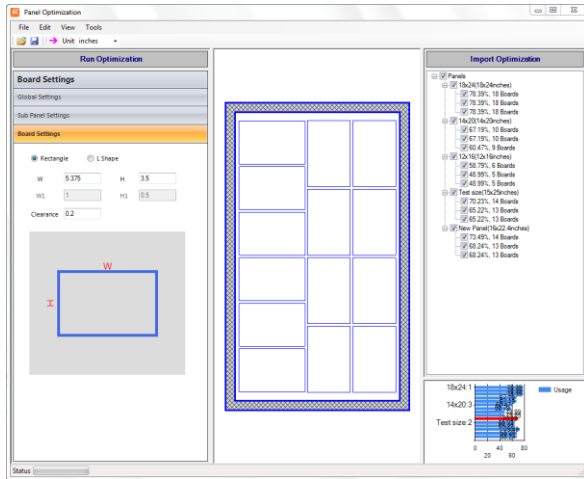 Panel Optimization
File Edit View Tools
Unit inches
Run Optimization
Board Settings
Global Settings
Sub Panel Settings
Board Settings
Rectangle L Shape
W 5.375 H 3.5
W1 1 H1 0.5
Clearance 0.2
W
H
Import Optimization
Panels
18x24(18x24inches)
78.39%, 18 Boards
78.39%, 18 Boards
78.39%, 18 Boards
14x20(14x20inches)
67.19%, 10 Boards
67.19%, 10 Boards
60.47%, 9 Boards
12x16(12x16inches)
58.79%, 6 Boards
48.99%, 5 Boards
48.99%, 5 Boards
Test size(15x25inches)
70.23%, 14 Boards
65.22%, 13 Boards
65.22%, 13 Boards
New Panel(16x22.4inches)
73.49%, 14 Boards
68.24%, 13 Boards
68.24%, 13 Boards
18x24:1
14x20:3
Test size:2
Usage
0 40 80
20 60
Status